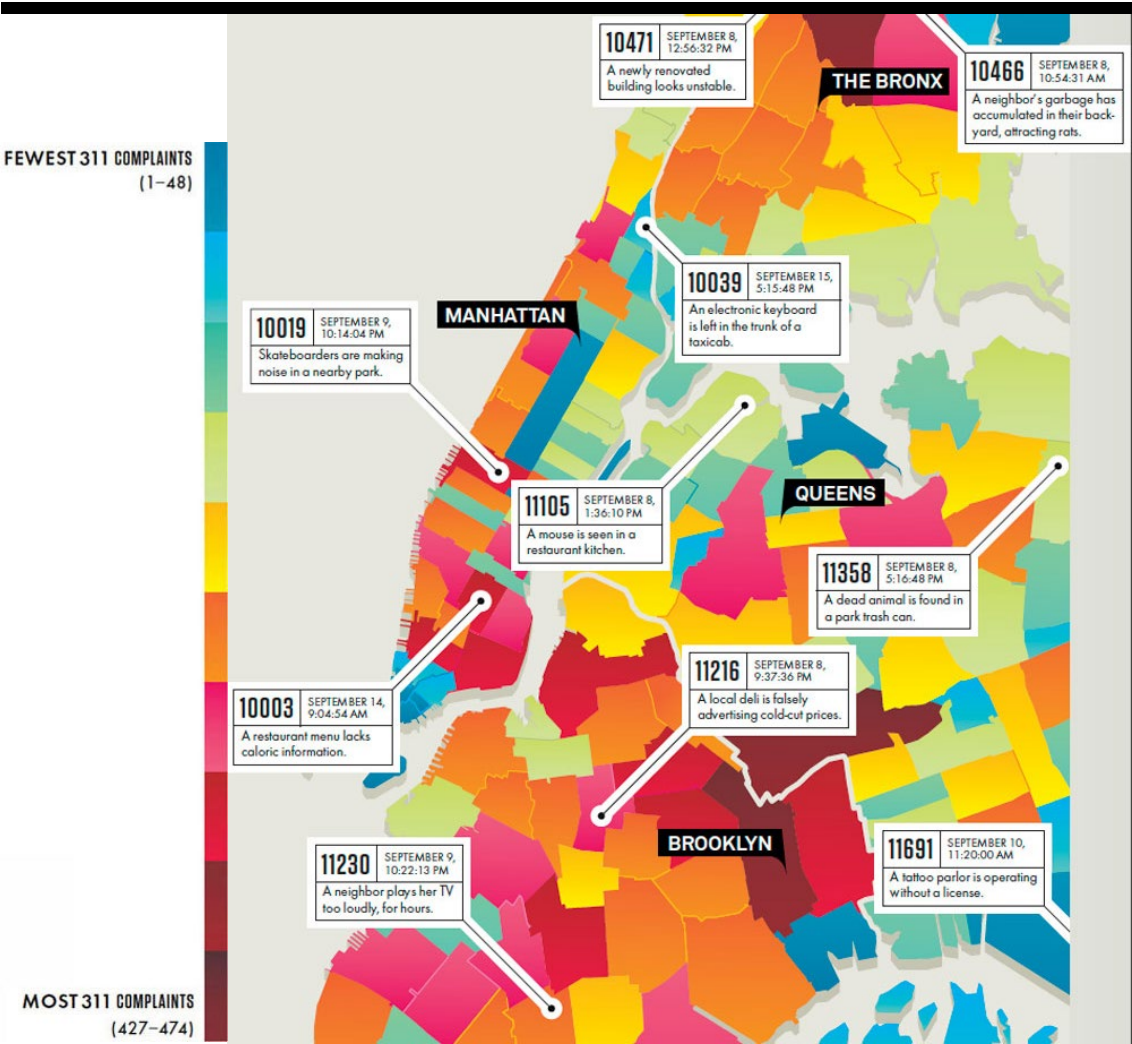 10471
SEPTEMBER 8,
12:56:32 PM
A newly renovated
building looks unstable.
THE BRONX
10466
SEPTEMBER 8,
10:54:31 AM
A neighbor's garbage has
accumulated in their back-
yard, attracting rats.
FEWEST 311 COMPLAINTS
(1–48)
10039
SEPTEMBER 15,
5:15:48 PM
An electronic keyboard
is left in the trunk of a
taxicab.
MANHATTAN
10019
SEPTEMBER 9,
10:14:04 PM
Skateboarders are making
noise in a nearby park.
11105
SEPTEMBER 8,
1:36:10 PM
A mouse is seen in a
restaurant kitchen.
QUEENS
11358
SEPTEMBER 8,
5:16:48 PM
A dead animal is found in
a park trash can.
10003
SEPTEMBER 14,
9:04:54 AM
A restaurant menu lacks
caloric information.
11216
SEPTEMBER 8,
9:37:36 PM
A local deli is falsely
advertising cold-cut prices.
BROOKLYN
11230
SEPTEMBER 9,
10:22:13 PM
A neighbor plays her TV
too loudly, for hours.
11691
SEPTEMBER 10,
11:20:00 AM
A tattoo parlor is operating
without a license.
MOST 311 COMPLAINTS
(427–474)